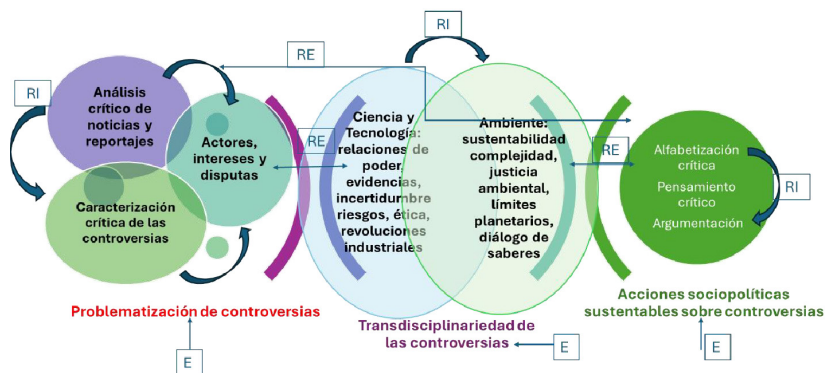 RI
RE
RI
Análisis
crítico de
noticias y
reportajes
Actores,
intereses y
disputas
Caracterización
crítica de las
controversias
RE
Ciencia y
Tecnología:
relaciones de
poder,
evidencias,
incertidumbre
riesgos, ética,
revoluciones
industriales
Ambiente:
sustentabilidad
complejidad,
justicia
ambiental,
límites
planetarios,
diálogo de
saberes
RE
Alfabetización
crítica
Pensamiento
crítico
Argumentación
RI
Problematización de controversias
Transdisciplinariedad de
las controversias
Acciones sociopolíticas
sustentables sobre controversias
E
E
E